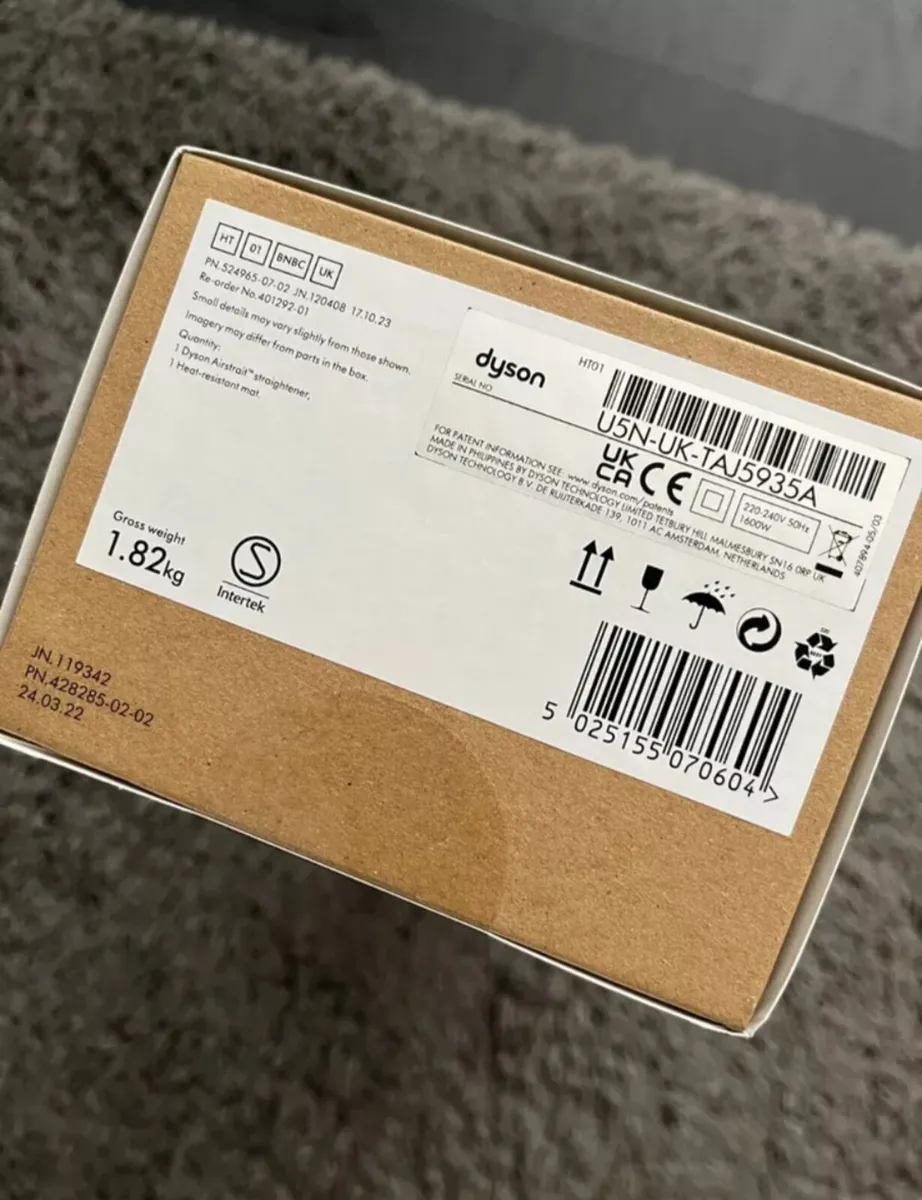 HT 01 BNBC UK
PN.524965-07-02 JN.120408 17.10.23
Re-order No.401292-01
Small details may vary slightly from those shown.
Imagery may differ from parts in the box.
Quantity:
1 Dyson Airstrait™ straightener,
1 Heat-resistant mat.
dyson
HT01
SERIAL NO
U5N-UK-TAJ5935A
UK
CA CE
220-240V 50Hz
1600W
FOR PATENT INFORMATION SEE: www.dyson.com/patents
MADE IN PHILIPPINES BY DYSON TECHNOLOGY LIMITED TETBURY HILL MALMESBURY SN16 0RP UK
DYSON TECHNOLOGY B.V. DE RUIJTERKADE 139, 1011 AC AMSTERDAM, NETHERLANDS
407894-05/03
Gross weight
1.82kg
S
Intertek
5 025155 070604 >
JN.119342
PN.428285-02-02
24.03.22